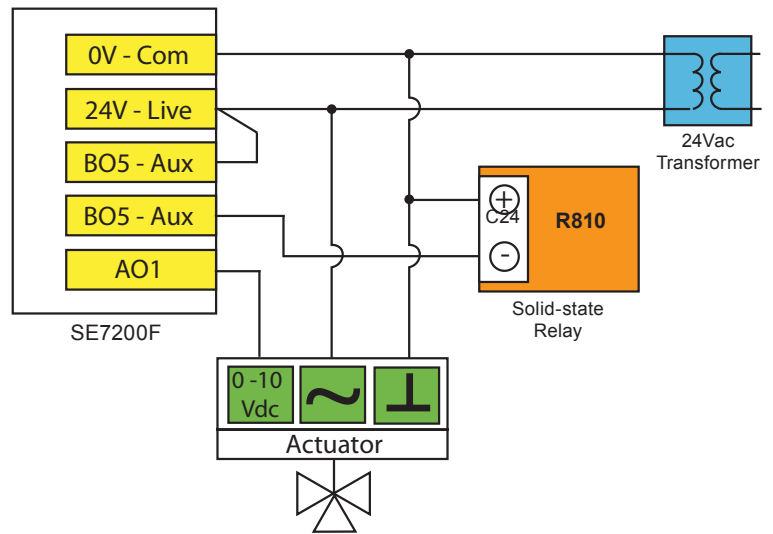 0V - Com
24V - Live
BO5 - Aux
BO5 - Aux
AO1
SE7200F
24Vac
Transformer
+
C24
R810
-
Solid-state
Relay
0 -10
Vdc
~
Actuator